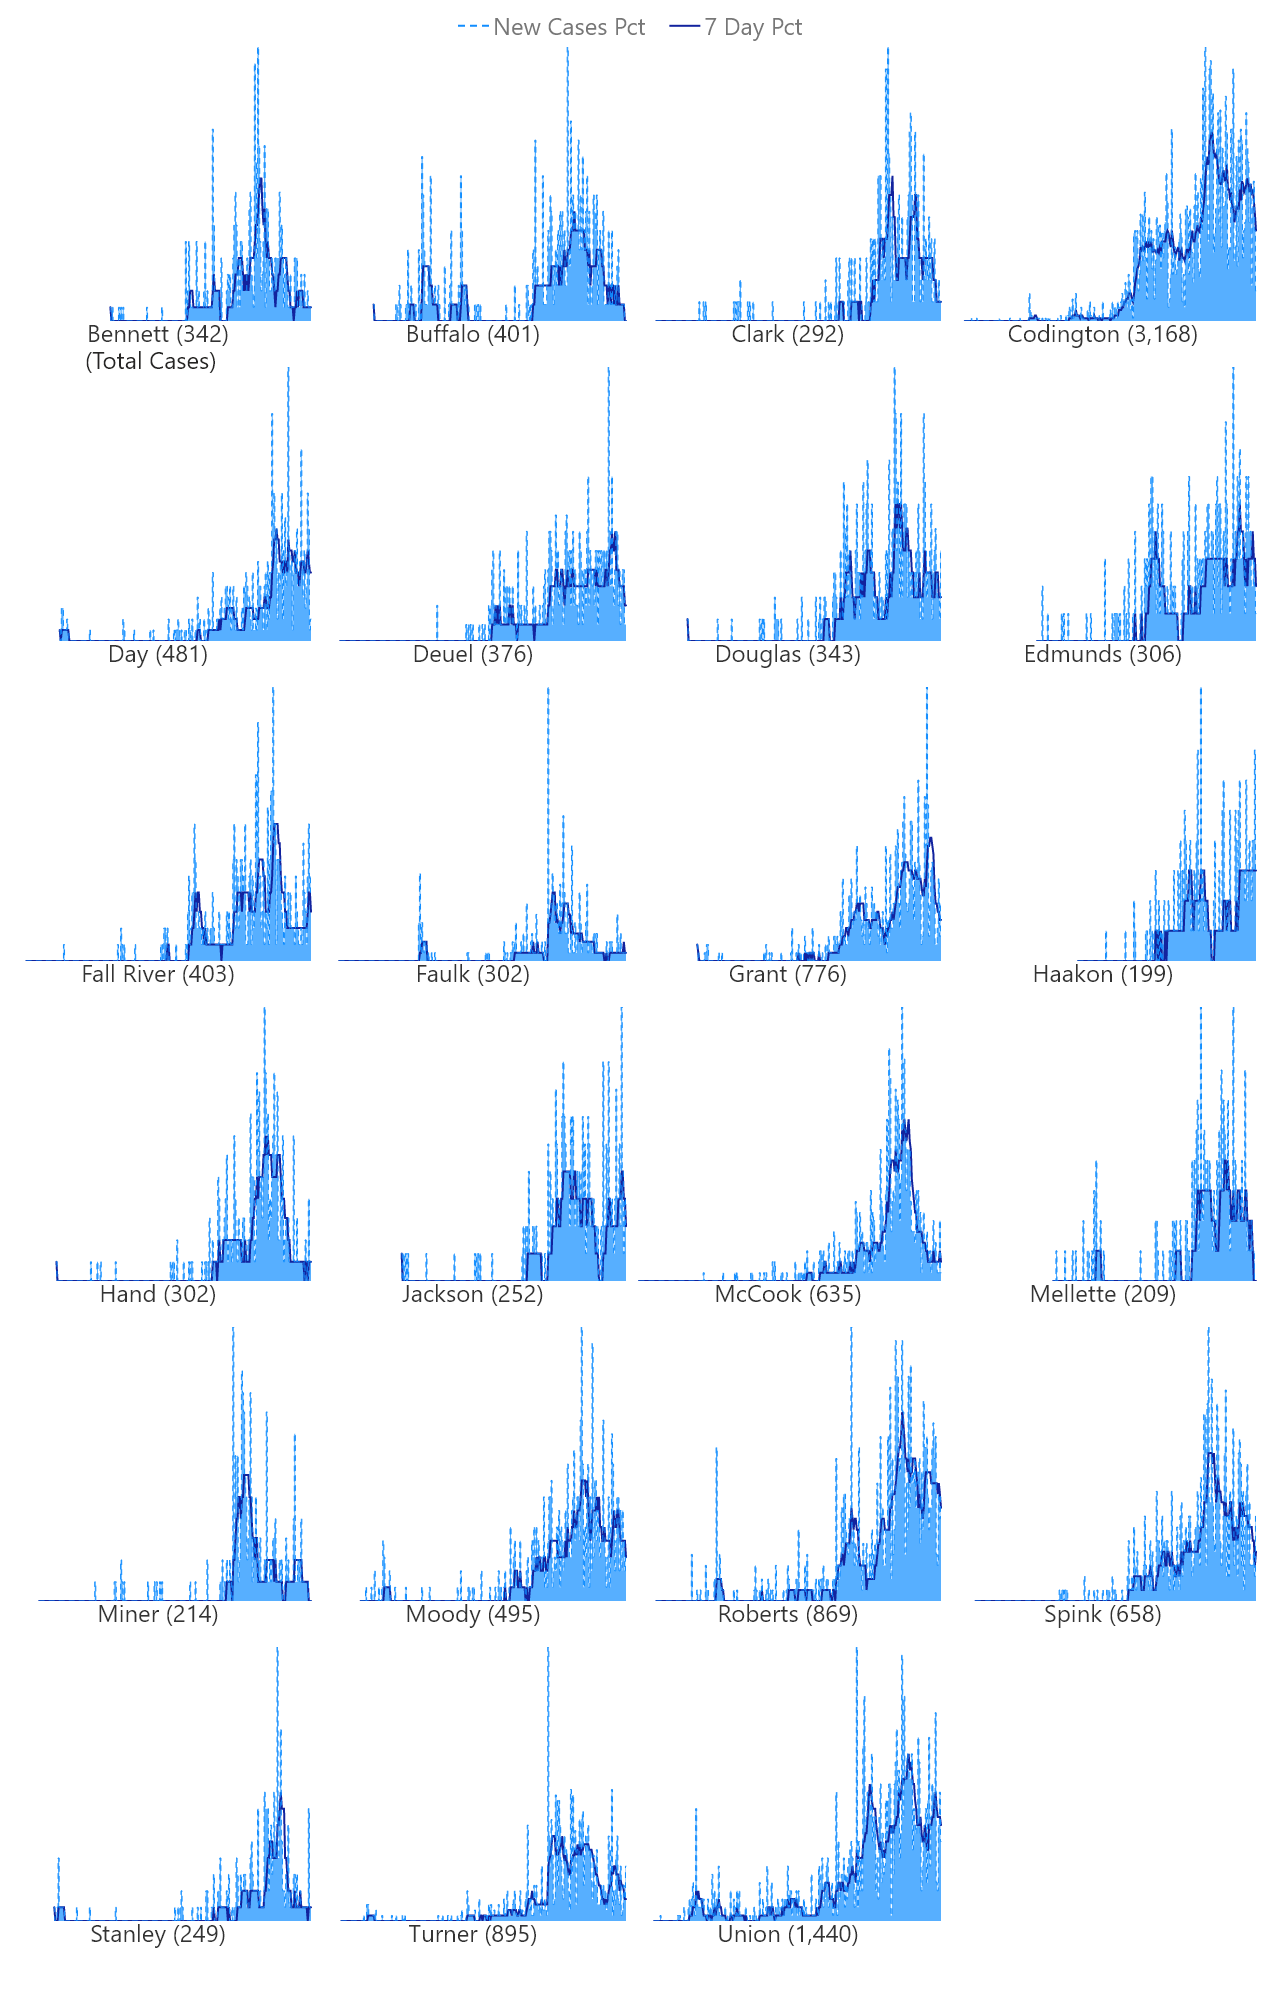 New Cases Pct 7 Day Pct
Bennett (342) Buffalo (401) Clark (292) Codington (3,168)
(Total Cases)
Day (481) Deuel (376) Douglas (343) Edmunds (306)
Fall River (403) Faulk (302) Grant (776) Haakon (199)
Hand (302) Jackson (252) McCook (635) Mellette (209)
Miner (214) Moody (495) Roberts (869) Spink (658)
Stanley (249) Turner (895) Union (1,440)